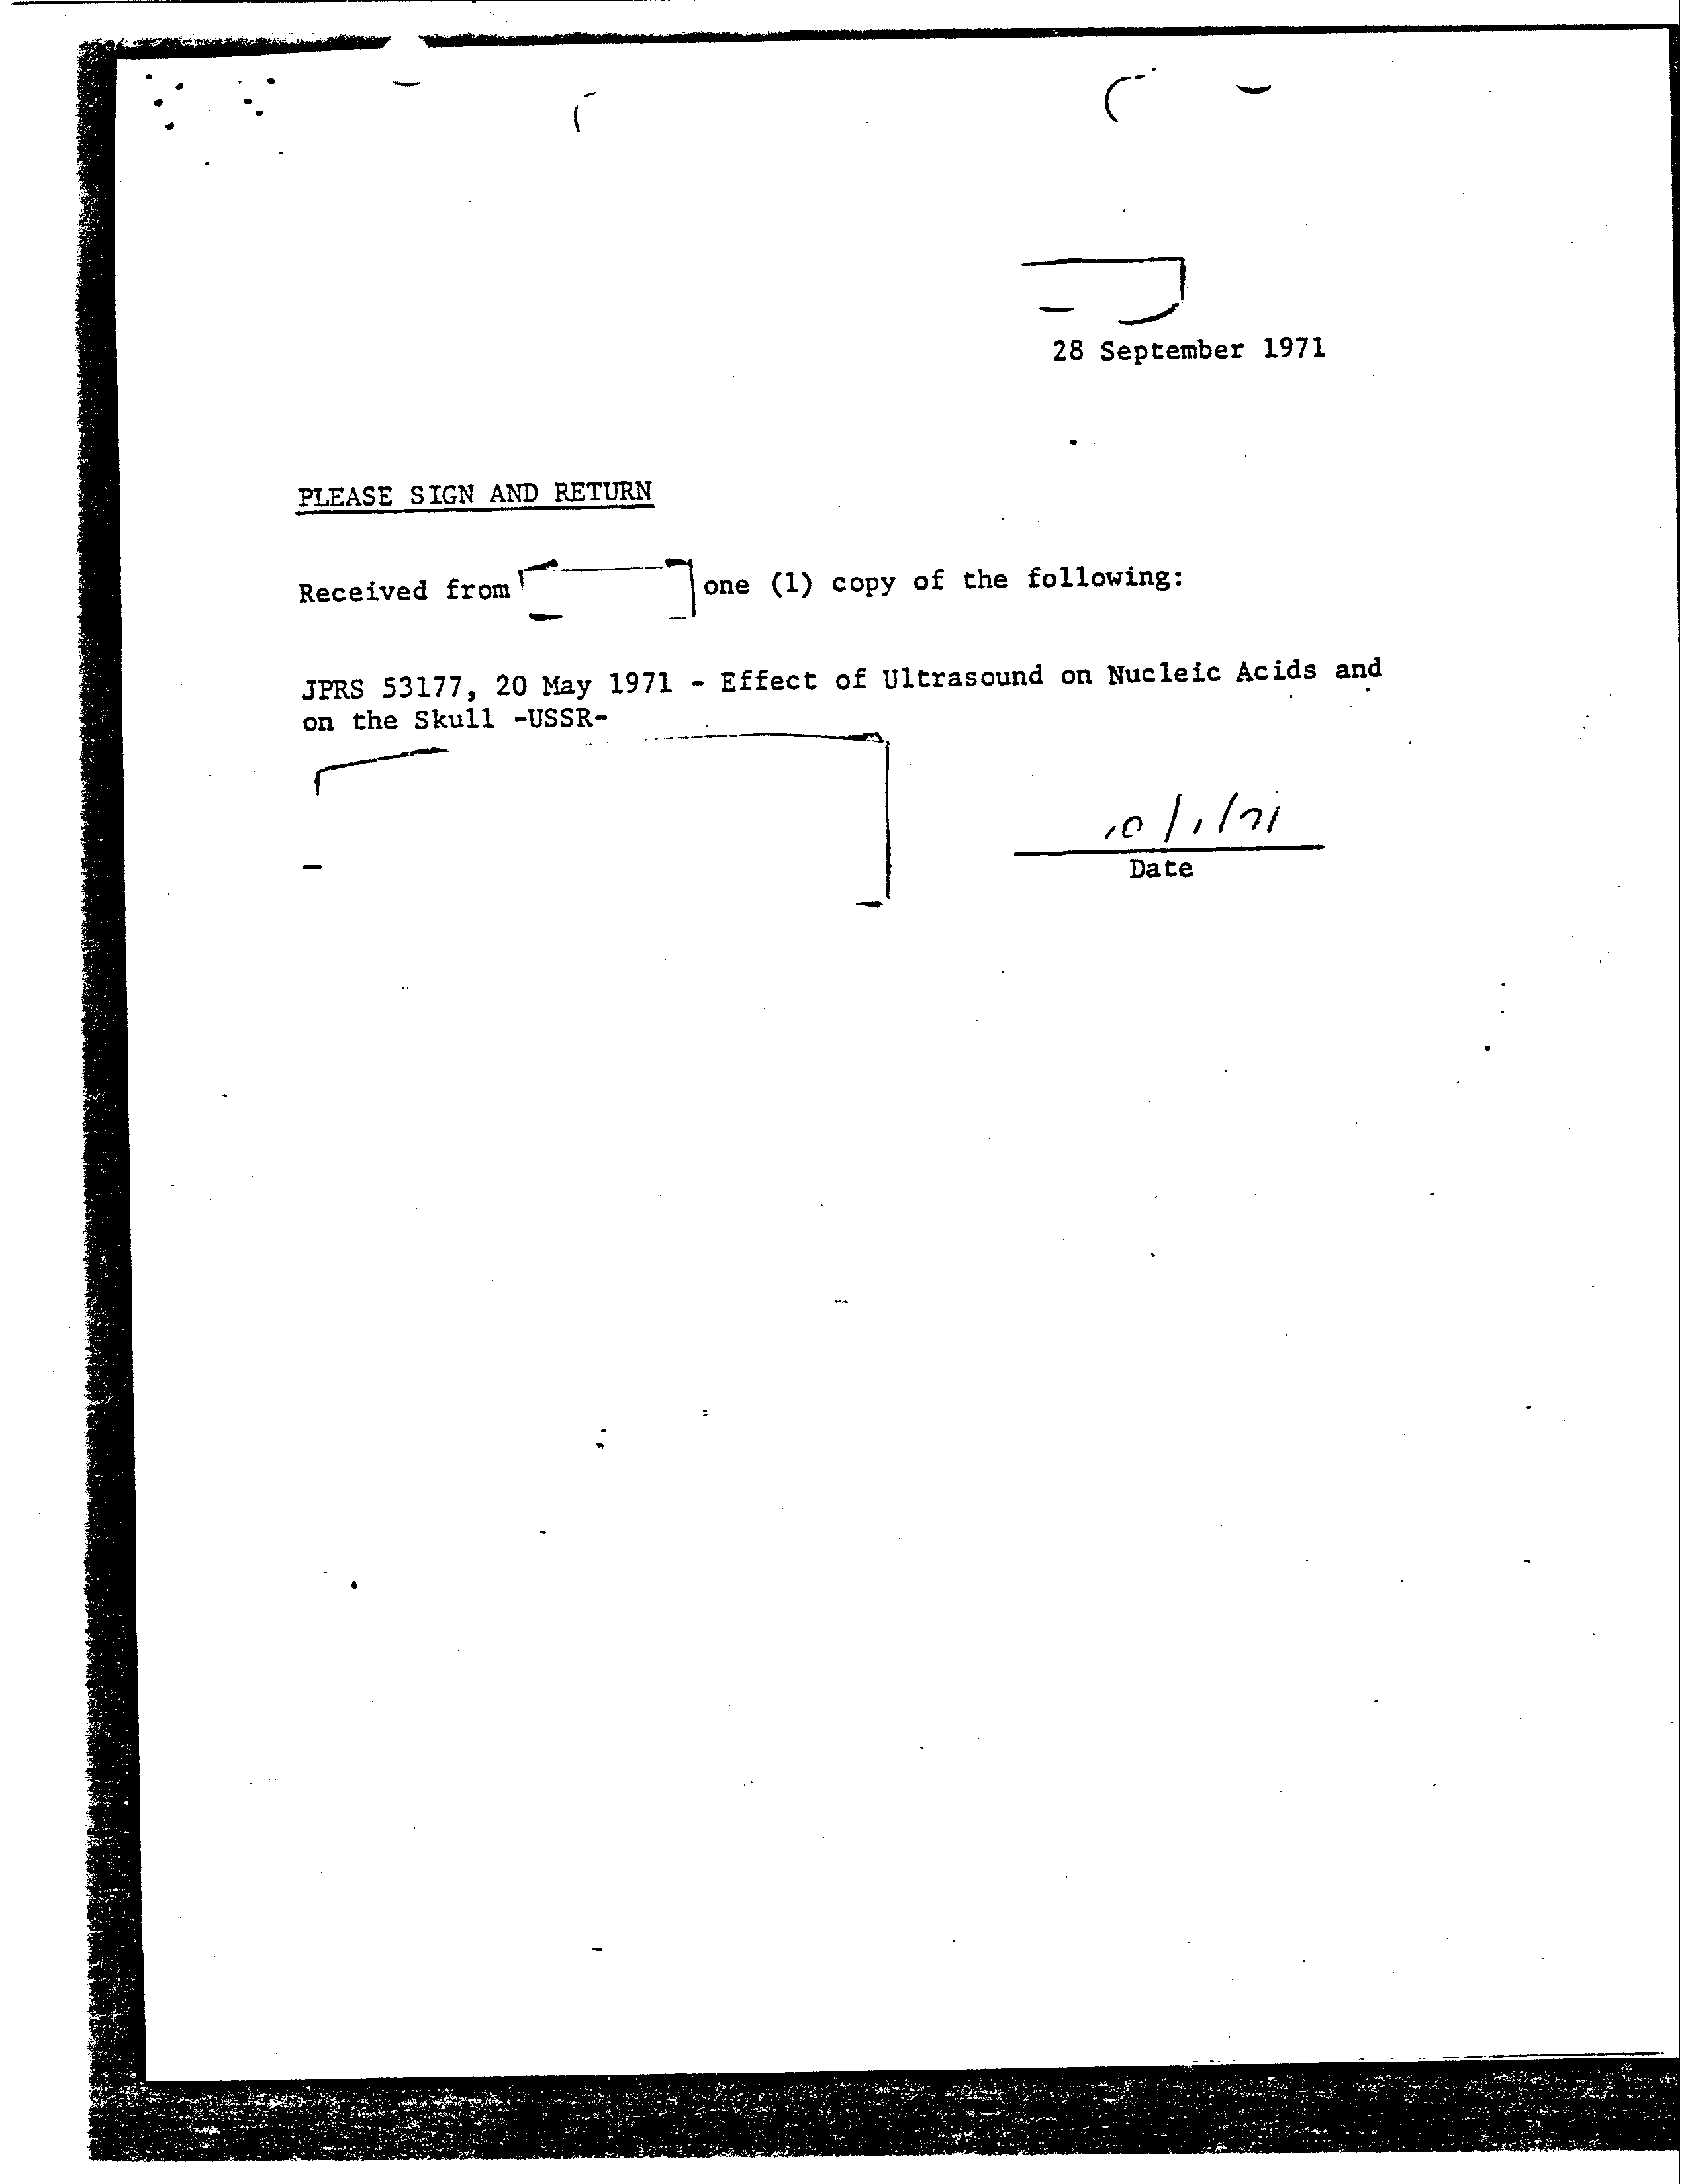 28 September 1971
PLEASE SIGN AND RETURN
Received from one (1) copy of the following:
JPRS 53177, 20 May 1971 - Effect of Ultrasound on Nucleic Acids and
on the Skull -USSR-
10/1/71
Date